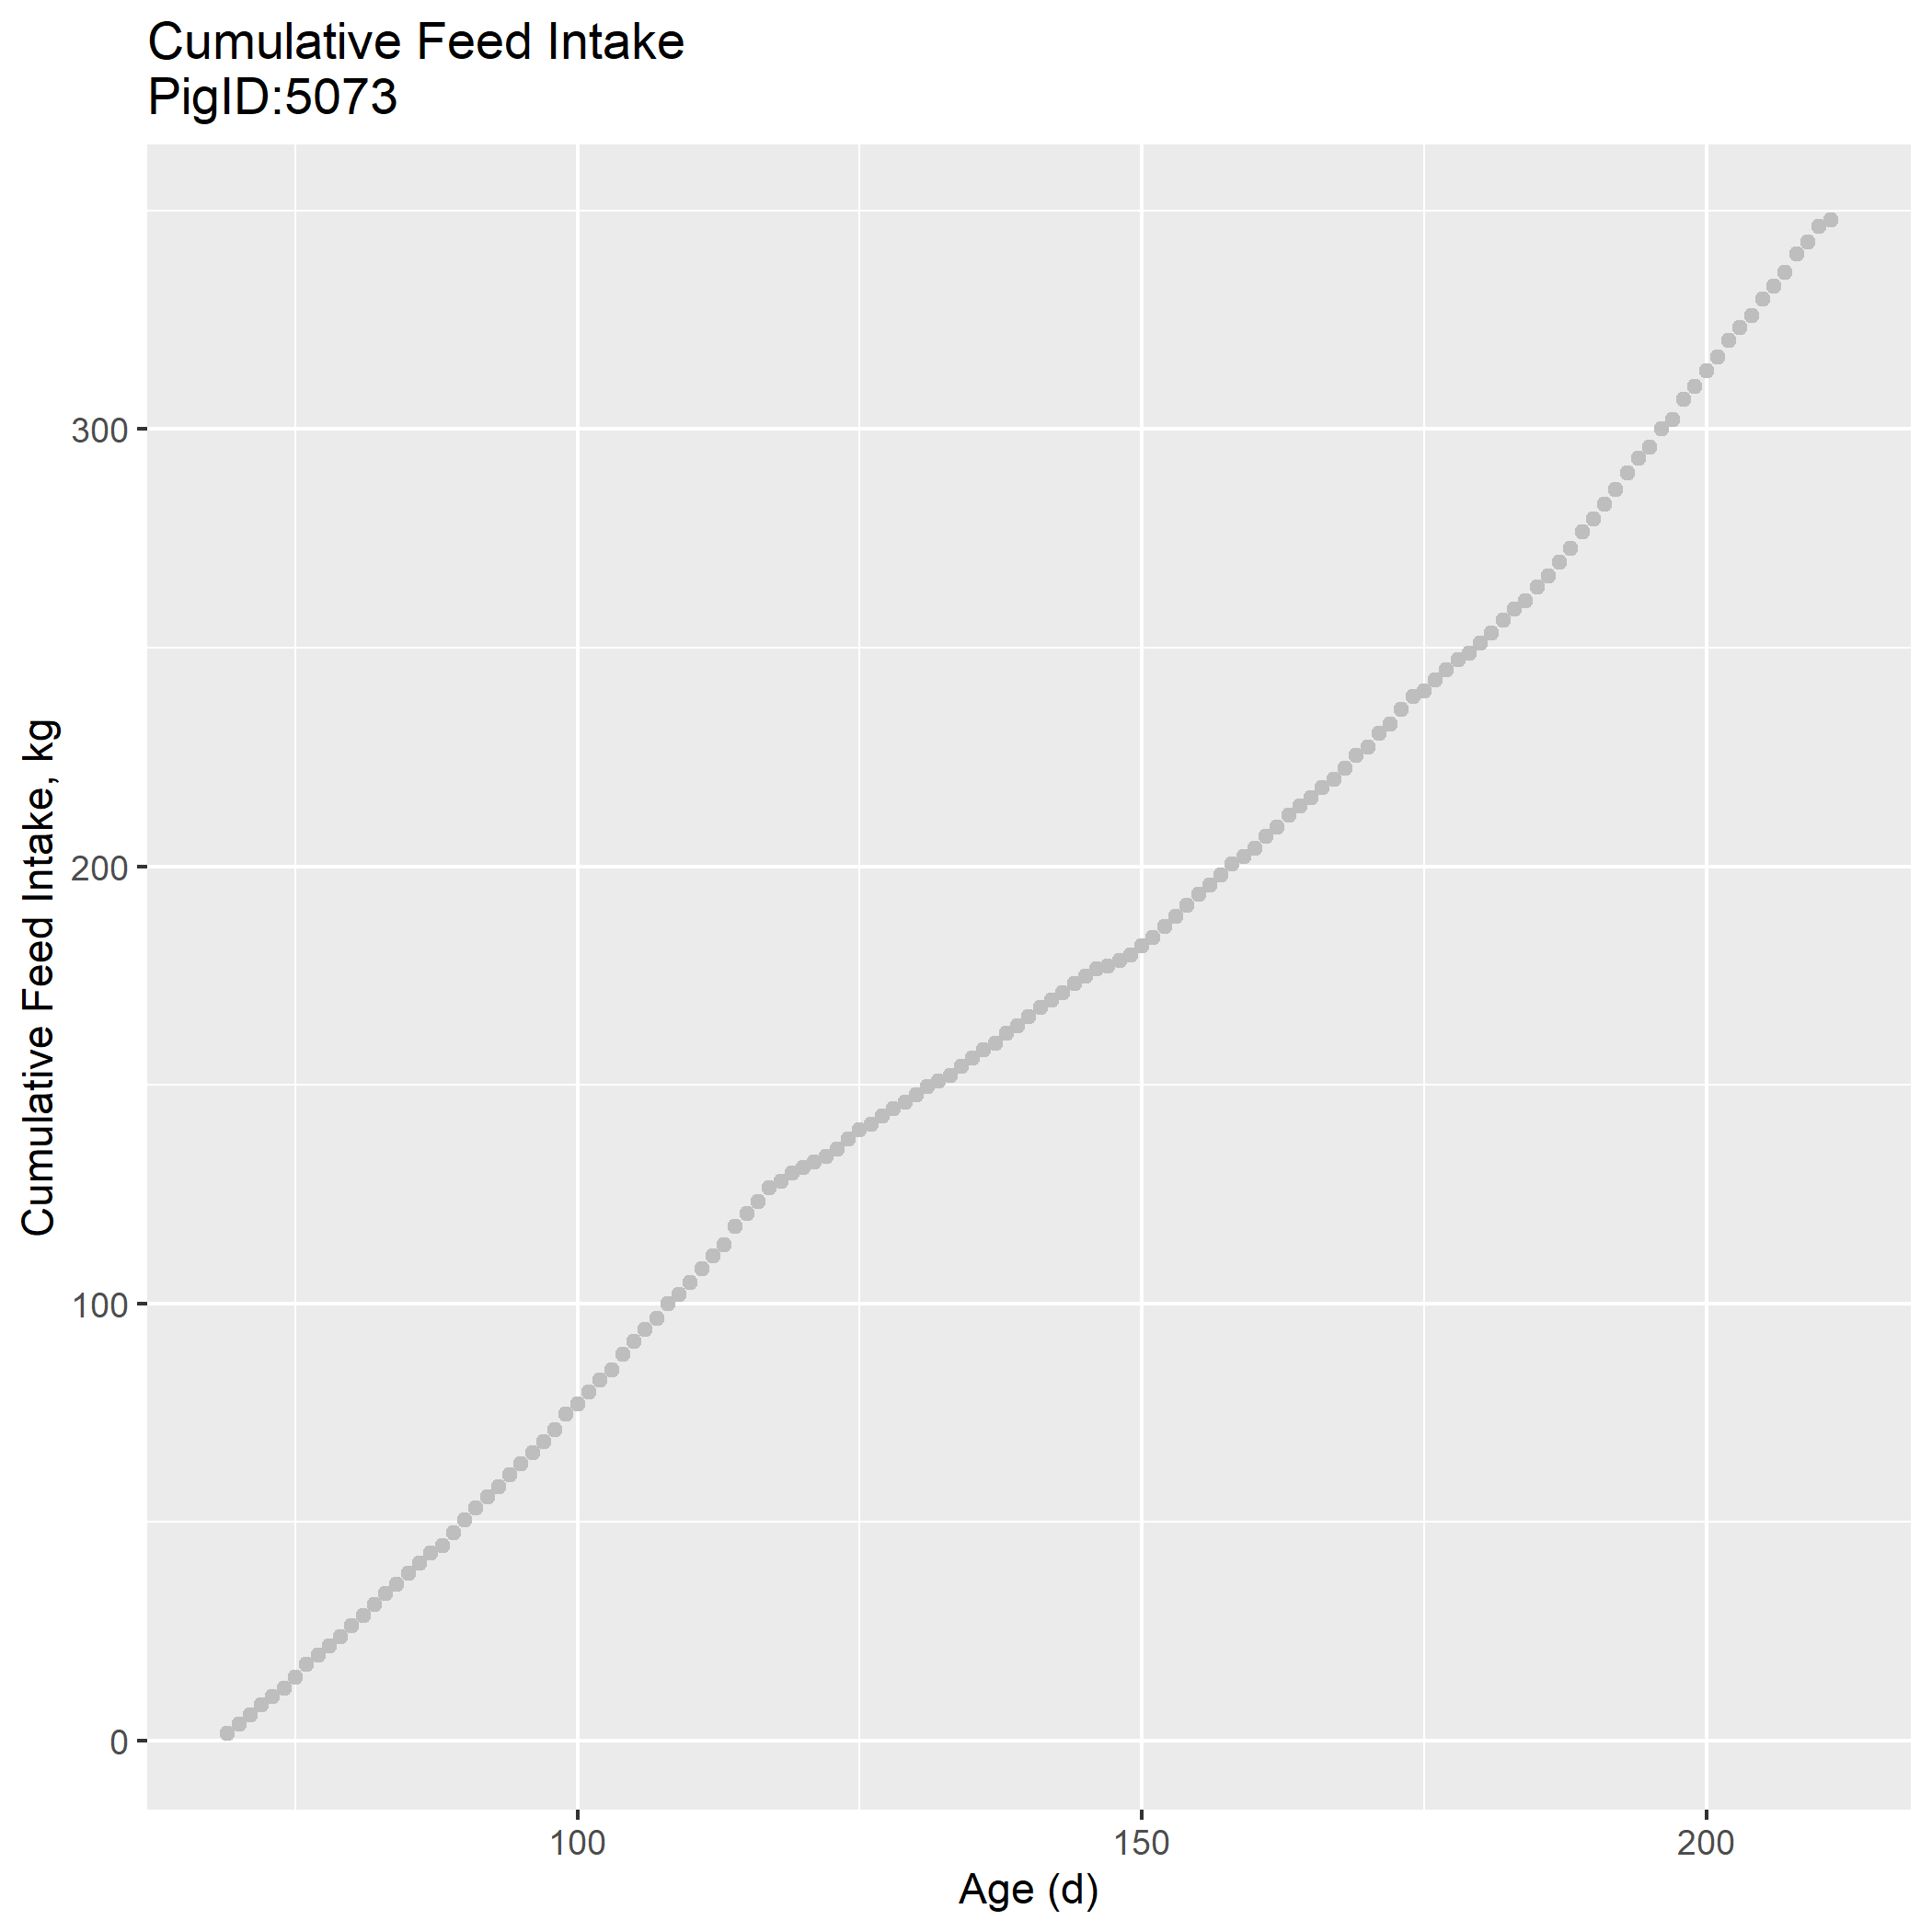 Cumulative Feed Intake
PigID:5073
Cumulative Feed Intake, kg
300
200
100
0
100
150
200
Age (d)